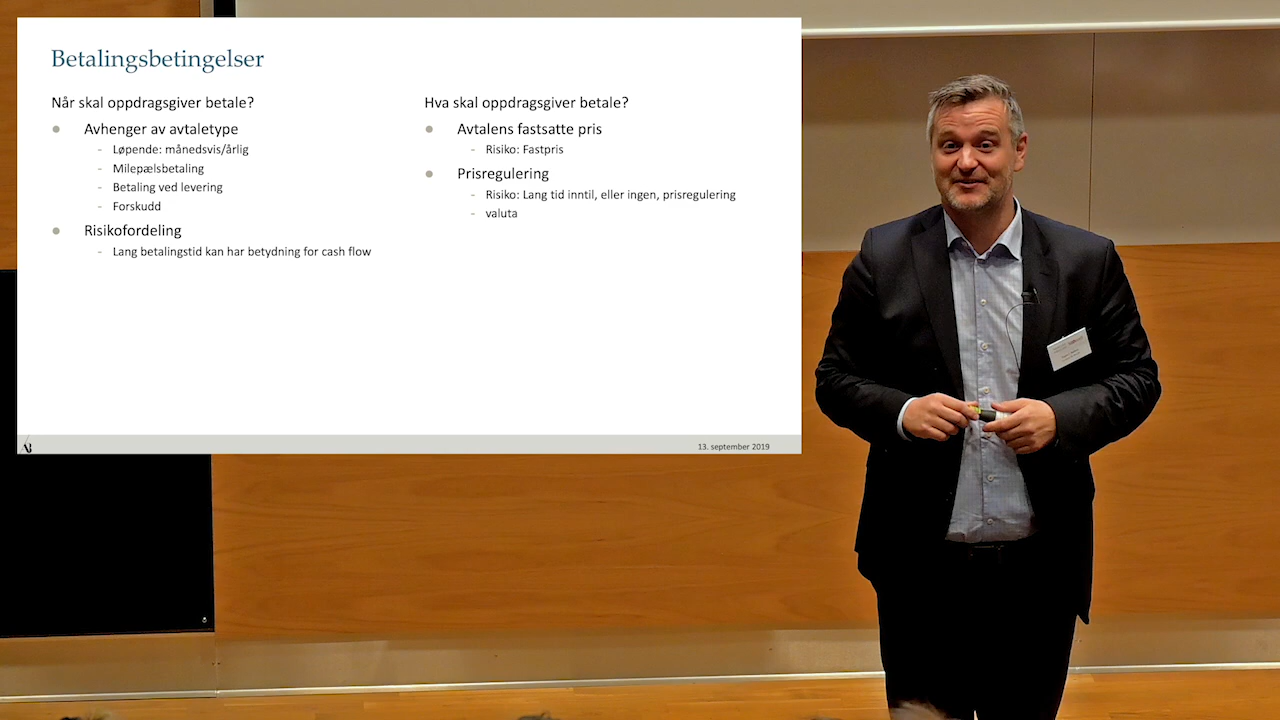 Betalingsbetingelser
Når skal oppdragsgiver betale?
● Avhenger av avtaletype
- Løpende: månedsvis/årlig
- Milepælsbetaling
- Betaling ved levering
- Forskudd
● Risikofordeling
- Lang betalingstid kan har betydning for cash flow
Hva skal oppdragsgiver betale?
● Avtalens fastsatte pris
- Risiko: Fastpris
● Prisregulering
- Risiko: Lang tid inntil, eller ingen, prisregulering
- valuta
AB
13. september 2019